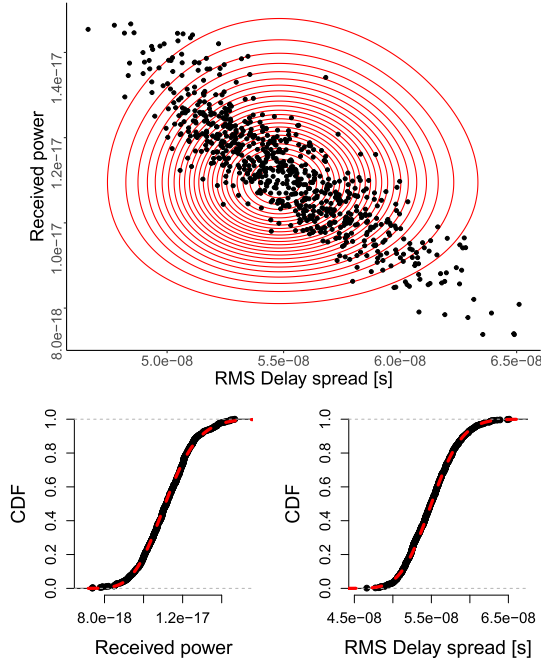 Received power
1.4e−17
1.2e−17
1.0e−17
8.0e−18
5.0e−08 5.5e−08 6.0e−08 6.5e−08
RMS Delay spread [s]
CDF
1.0
0.8
0.6
0.4
0.2
0.0
8.0e−18 1.2e−17
Received power
CDF
1.0
0.8
0.6
0.4
0.2
0.0
4.5e−08 5.5e−08 6.5e−08
RMS Delay spread [s]